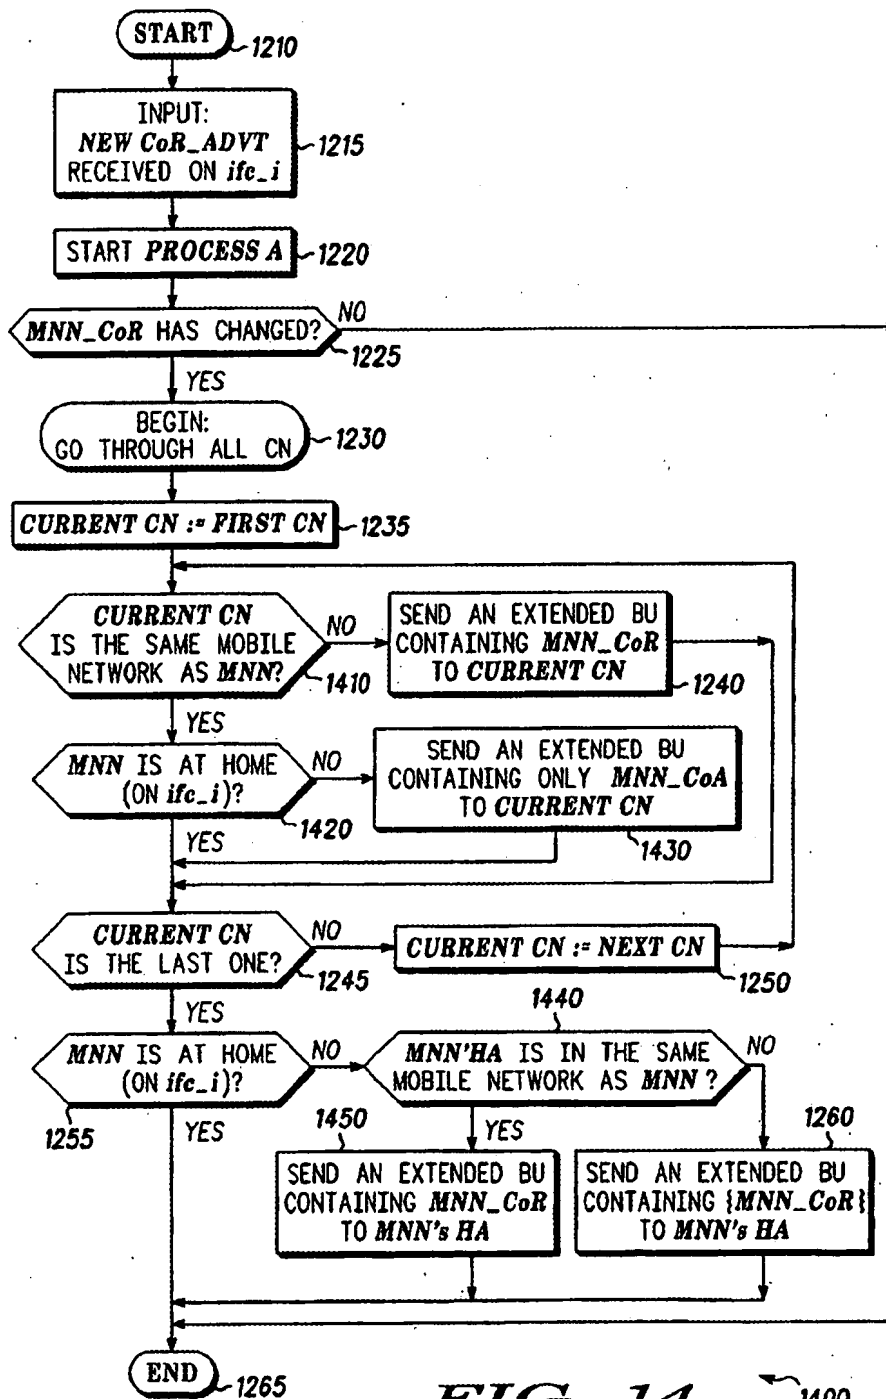 START
1210
INPUT:
NEW CoR_ADVT
RECEIVED ON ifc_i
1215
START PROCESS A
1220
MNN_CoR HAS CHANGED?
NO
1225
YES
BEGIN:
GO THROUGH ALL CN
1230
CURRENT CN := FIRST CN
1235
CURRENT CN
IS THE SAME MOBILE
NETWORK AS MNN?
NO
1410
SEND AN EXTENDED BU
CONTAINING MNN_CoR
TO CURRENT CN
1240
YES
MNN IS AT HOME
(ON ifc_i)?
NO
1420
SEND AN EXTENDED BU
CONTAINING ONLY MNN_CoA
TO CURRENT CN
1430
YES
CURRENT CN
IS THE LAST ONE?
NO
1245
CURRENT CN := NEXT CN
1250
YES
MNN IS AT HOME
(ON ifc_i)?
NO
1255
YES
1440
MNN'HA IS IN THE SAME
MOBILE NETWORK AS MNN ?
NO
1450
YES
SEND AN EXTENDED BU
CONTAINING MNN_CoR
TO MNN's HA
1260
SEND AN EXTENDED BU
CONTAINING {MNN_CoR}
TO MNN's HA
END
1265
FIG. 14
1400